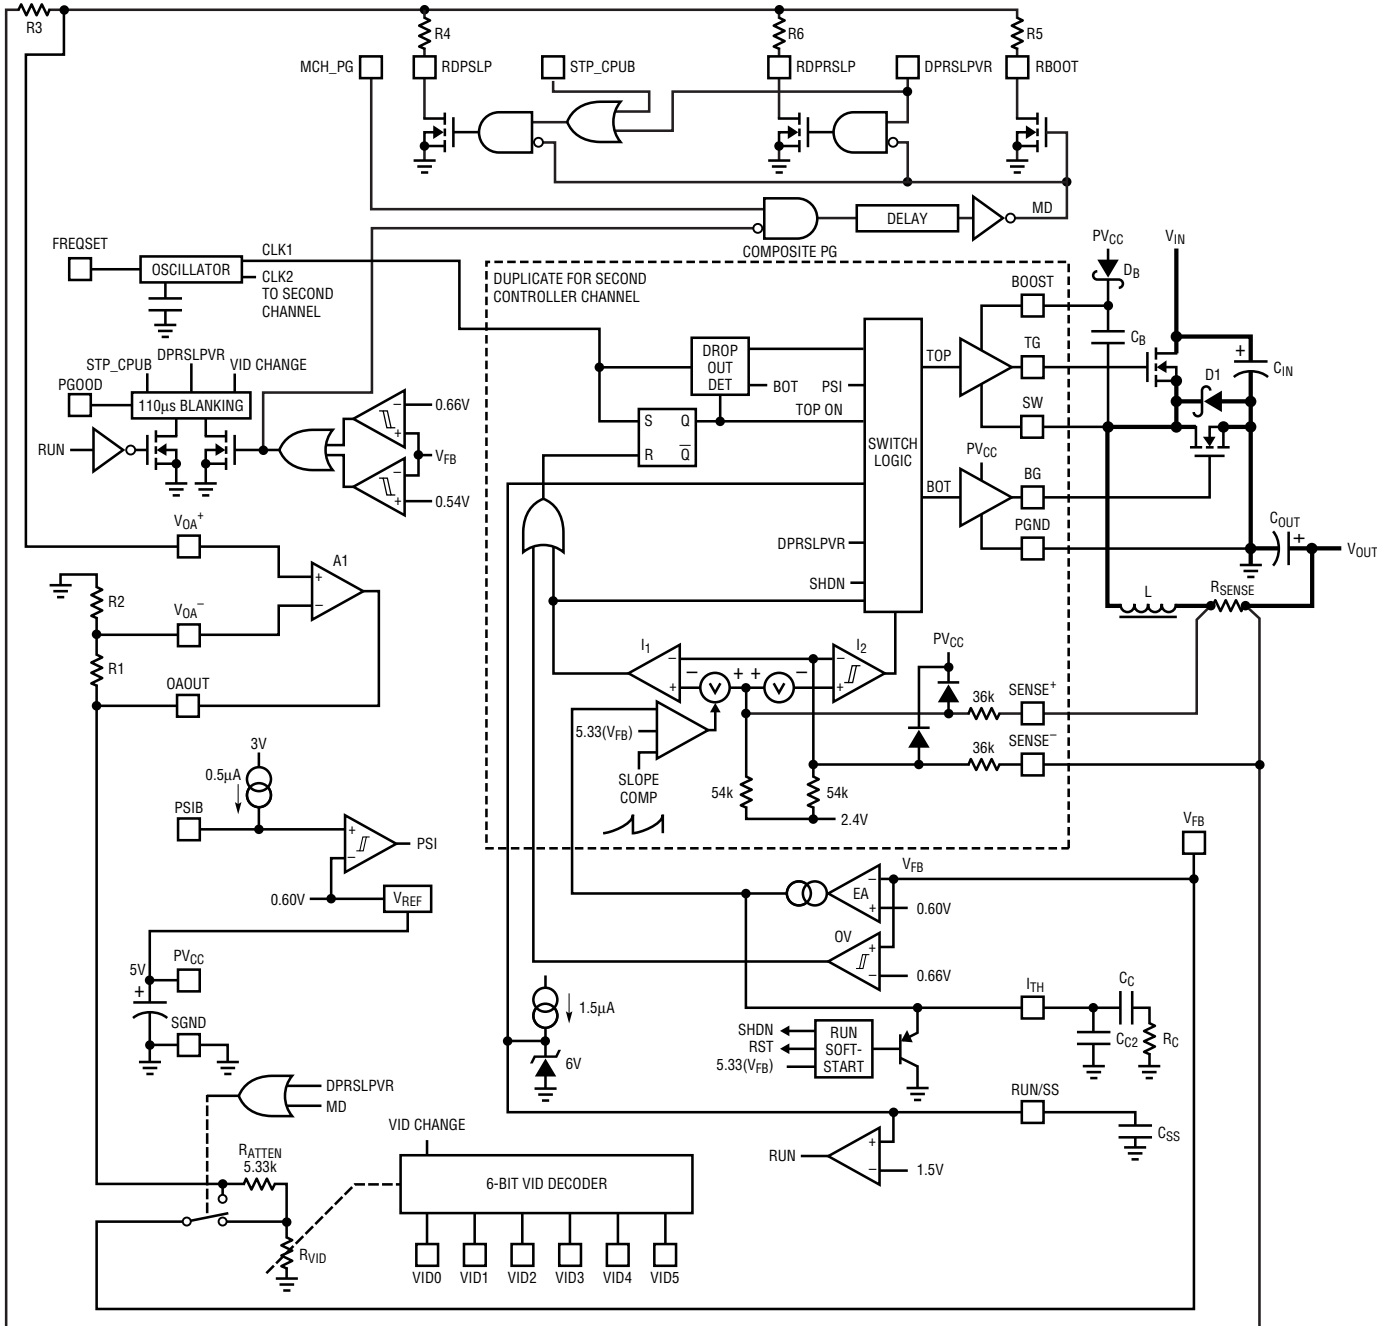 R3
R4
R6
R5
MCH_PG
RDPSLP
STP_CPUB
RDPRSLP
DPRSLPVR
RBOOT
DELAY
MD
COMPOSITE PG
FREQSET
OSCILLATOR
CLK1
CLK2
TO SECOND
CHANNEL
DUPLICATE FOR SECOND
CONTROLLER CHANNEL
PVCC
VIN
DB
BOOST
CB
TG
+
CIN
D1
SW
DROP
OUT
DET
BOT
PSI
TOP ON
TOP
SWITCH
LOGIC
S Q
R Q̅
PVCC
BOT
BG
PGND
COUT
+
VOUT
DPRSLPVR
SHDN
STP_CPUB
DPRSLPVR
VID CHANGE
PGOOD
110µs BLANKING
RUN
− 0.66V
+
VFB
−
+ 0.54V
VOA+
A1
+
−
R2
VOA−
R1
OAOUT
L
RSENSE
I1
I2
−
+
− + + −
V V
−
+
PVCC
36k
SENSE+
36k
SENSE−
5.33(VFB)
SLOPE
COMP
54k
54k
2.4V
3V
0.5µA
PSIB
+
−
PSI
0.60V
VREF
5V
PVCC
+
SGND
VFB
VFB
EA
−
+
0.60V
OV
+
−
0.66V
1.5µA
6V
ITH
CC
CC2
RC
SHDN
RST
5.33(VFB)
RUN
SOFT-
START
RUN/SS
CSS
RUN
+
−
1.5V
DPRSLPVR
MD
RATTEN
5.33k
RVID
VID CHANGE
6-BIT VID DECODER
VID0 VID1 VID2 VID3 VID4 VID5